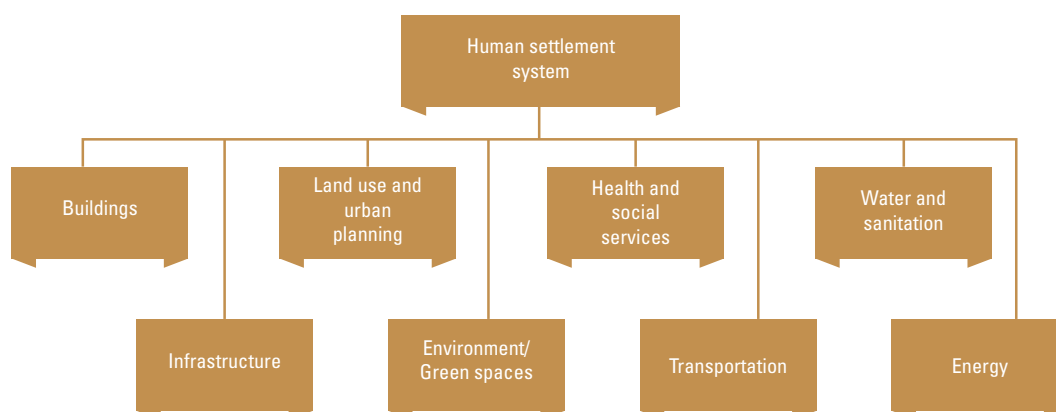 Human settlement
system
Buildings
Land use and
urban
planning
Health and
social
services
Water and
sanitation
Infrastructure
Environment/
Green spaces
Transportation
Energy